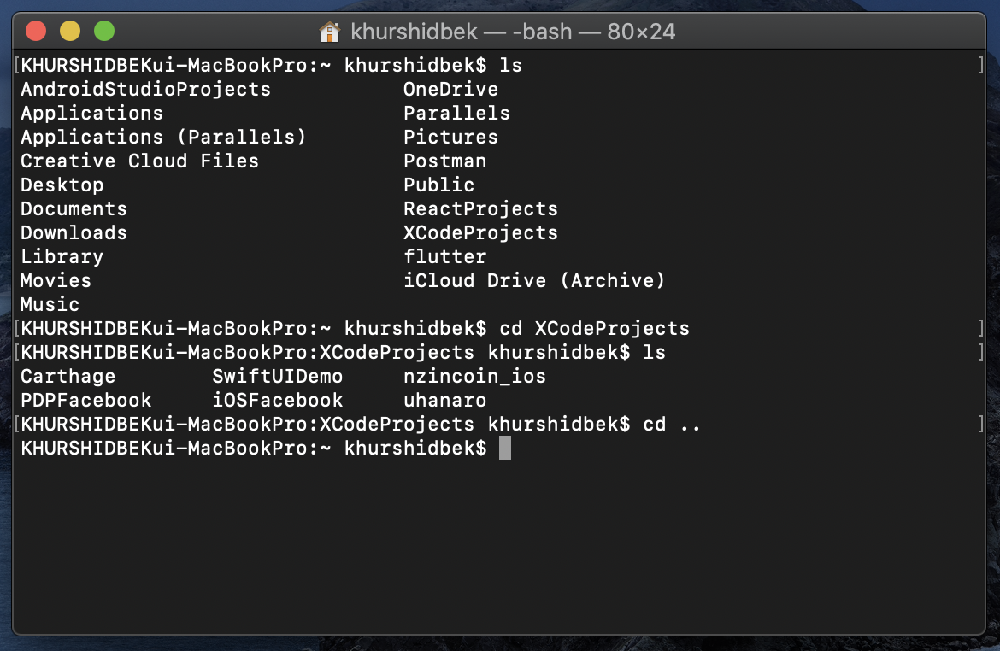 khurshidbek — -bash — 80×24
[KHURSHIDBEKui-MacBookPro:~ khurshidbek$ ls ]
AndroidStudioProjects OneDrive
Applications Parallels
Applications (Parallels) Pictures
Creative Cloud Files Postman
Desktop Public
Documents ReactProjects
Downloads XCodeProjects
Library flutter
Movies iCloud Drive (Archive)
Music
[KHURSHIDBEKui-MacBookPro:~ khurshidbek$ cd XCodeProjects ]
[KHURSHIDBEKui-MacBookPro:XCodeProjects khurshidbek$ ls ]
Carthage SwiftUIDemo nzincoin_ios
PDPFacebook iOSFacebook uhanaro
[KHURSHIDBEKui-MacBookPro:XCodeProjects khurshidbek$ cd .. ]
KHURSHIDBEKui-MacBookPro:~ khurshidbek$